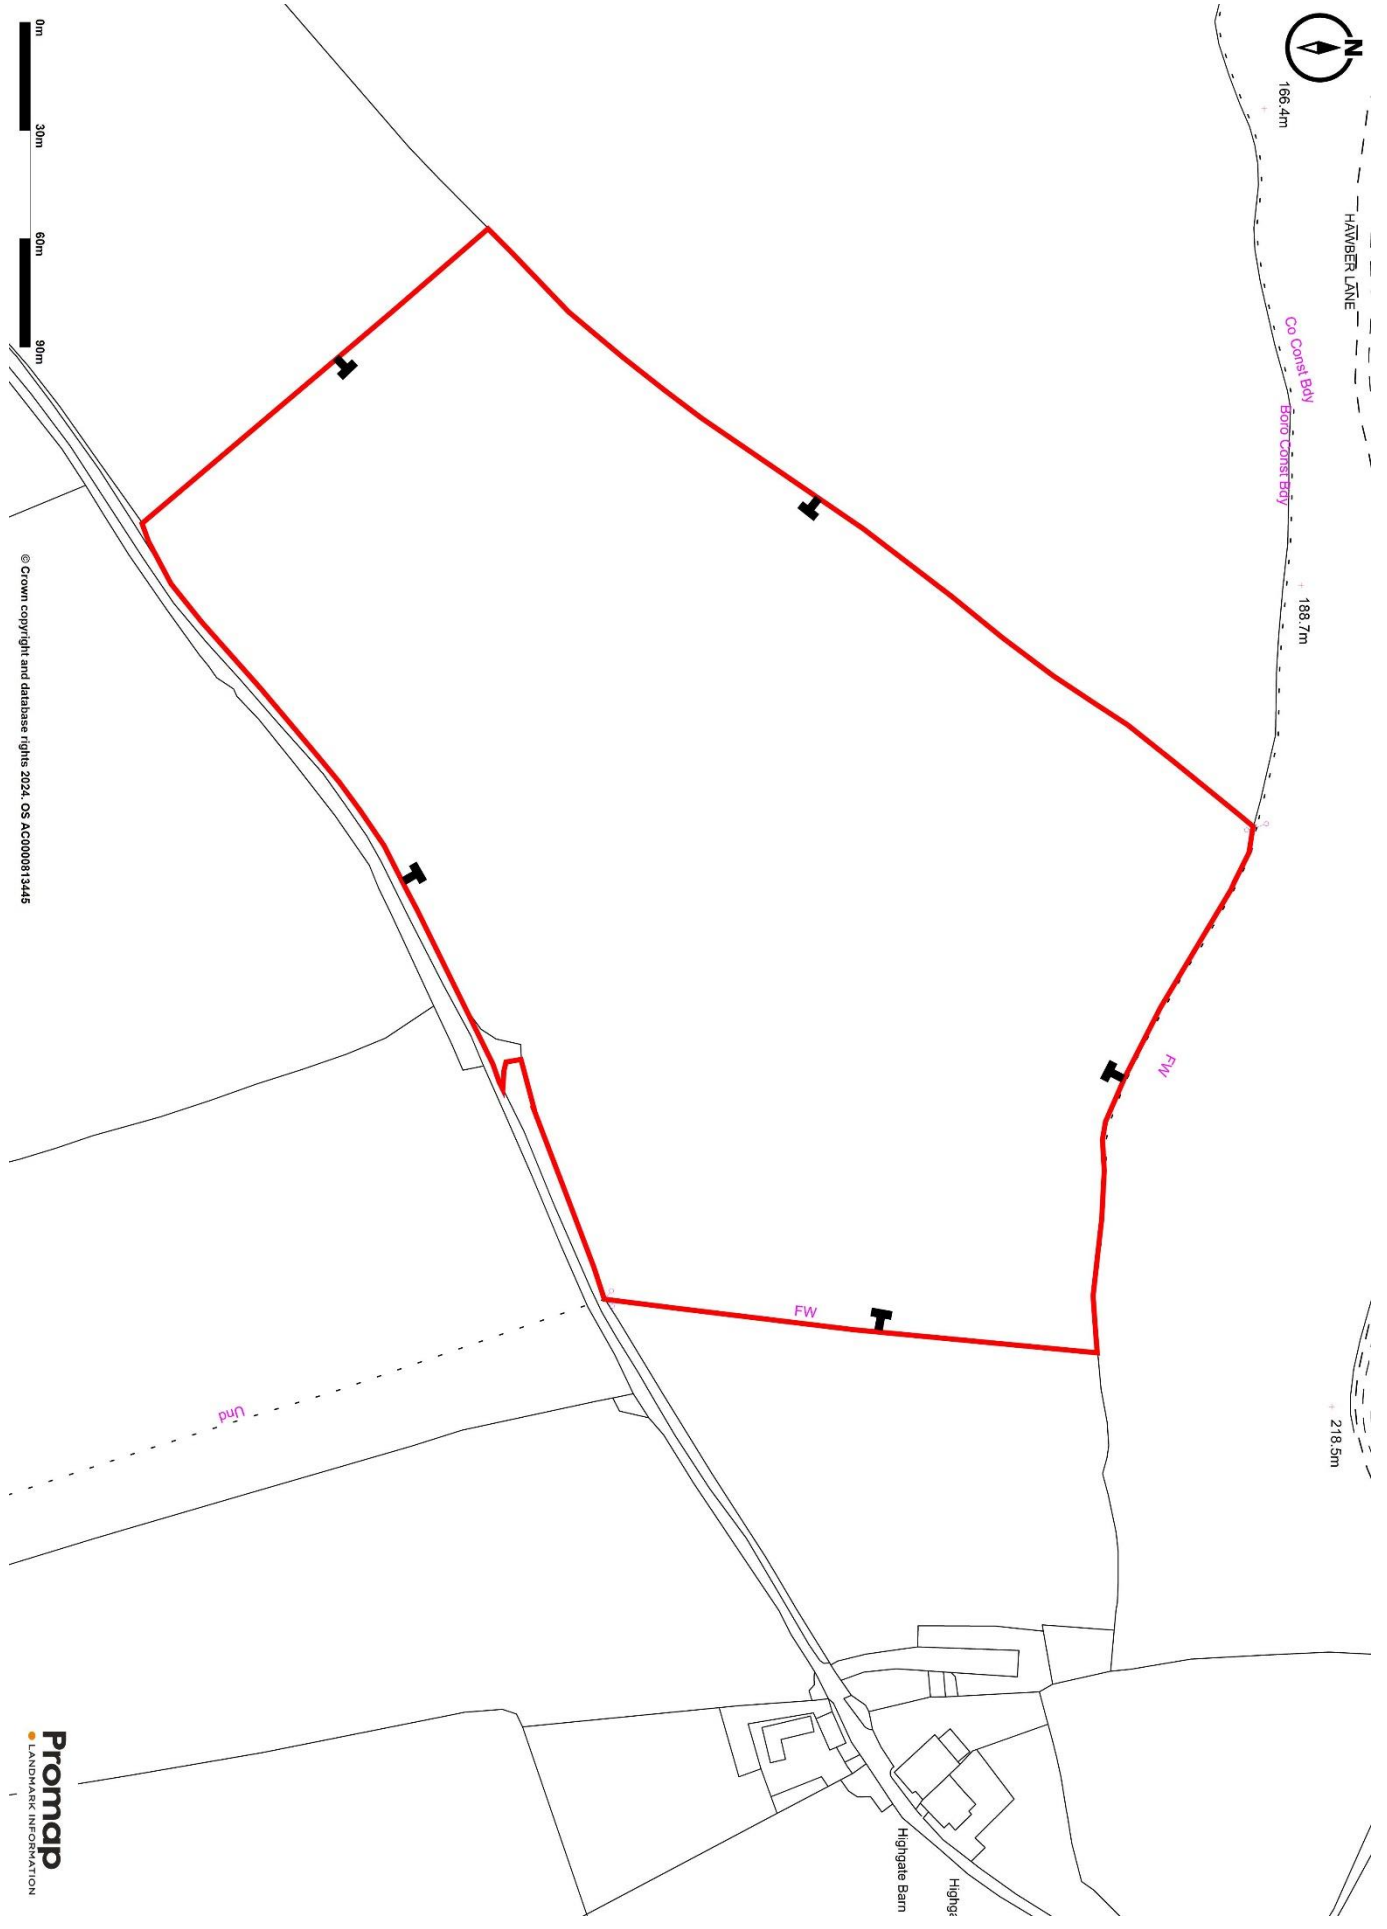 N
166.4m
HAWBER LANE
Co Const Bdy
Boro Const Bdy
188.7m
FW
218.5m
FW
Und
Highgate Barn
0m
30m
60m
90m
© Crown copyright and database rights 2024. OS AC0000813445
Promap
LANDMARK INFORMATION